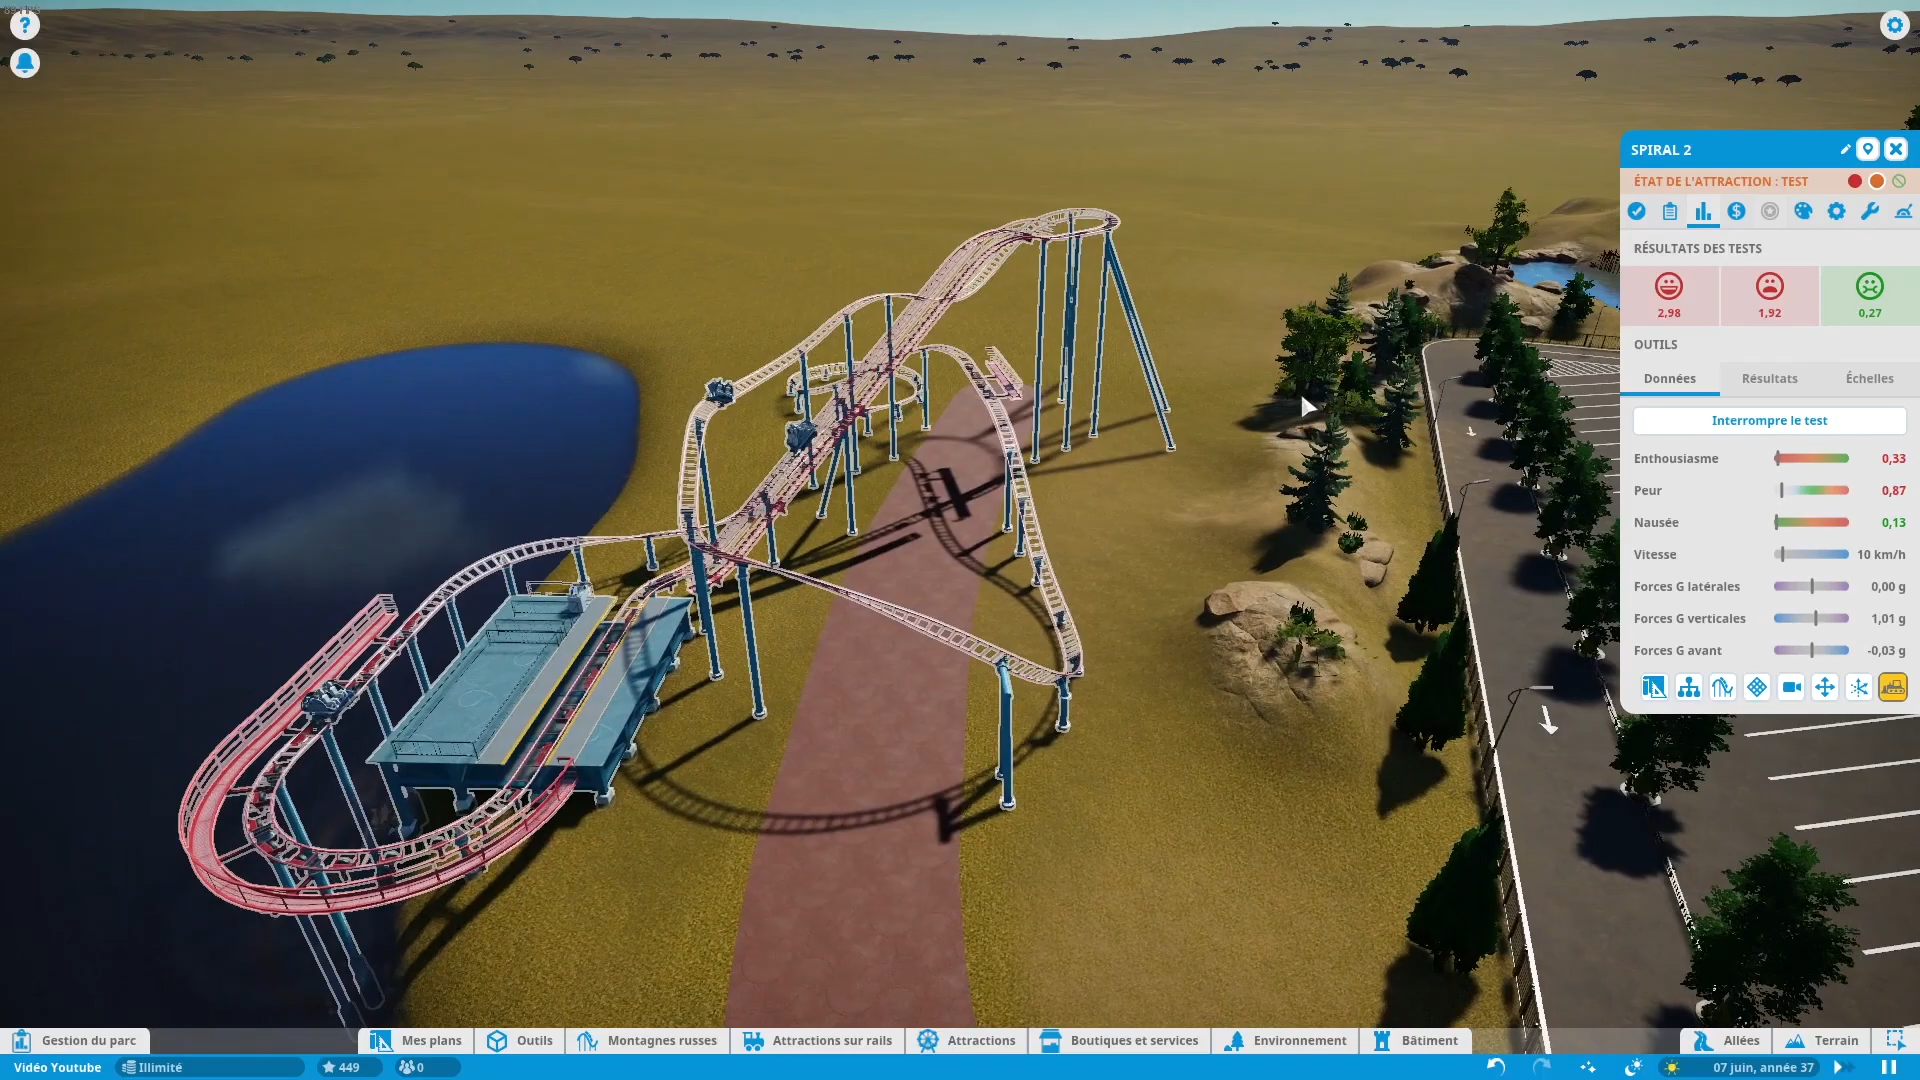 SPIRAL 2
ÉTAT DE L'ATTRACTION : TEST
RÉSULTATS DES TESTS
2,98 1,92 0,27
OUTILS
Données Résultats Échelles
Interrompre le test
Enthousiasme 0,33
Peur 0,87
Nausée 0,13
Vitesse 10 km/h
Forces G latérales 0,00 g
Forces G verticales 1,01 g
Forces G avant -0,03 g
Gestion du parc Mes plans Outils Montagnes russes Attractions sur rails Attractions Boutiques et services Environnement Bâtiment Allées Terrain
Vidéo Youtube Illimité 449 0 07 juin, année 37